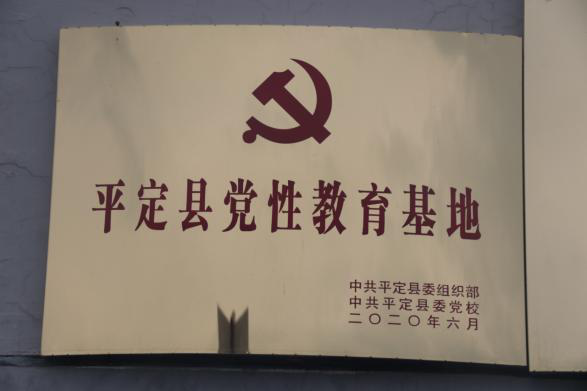 平定县党性教育基地
中共平定县委组织部
中共平定县委党校
二〇二〇年六月